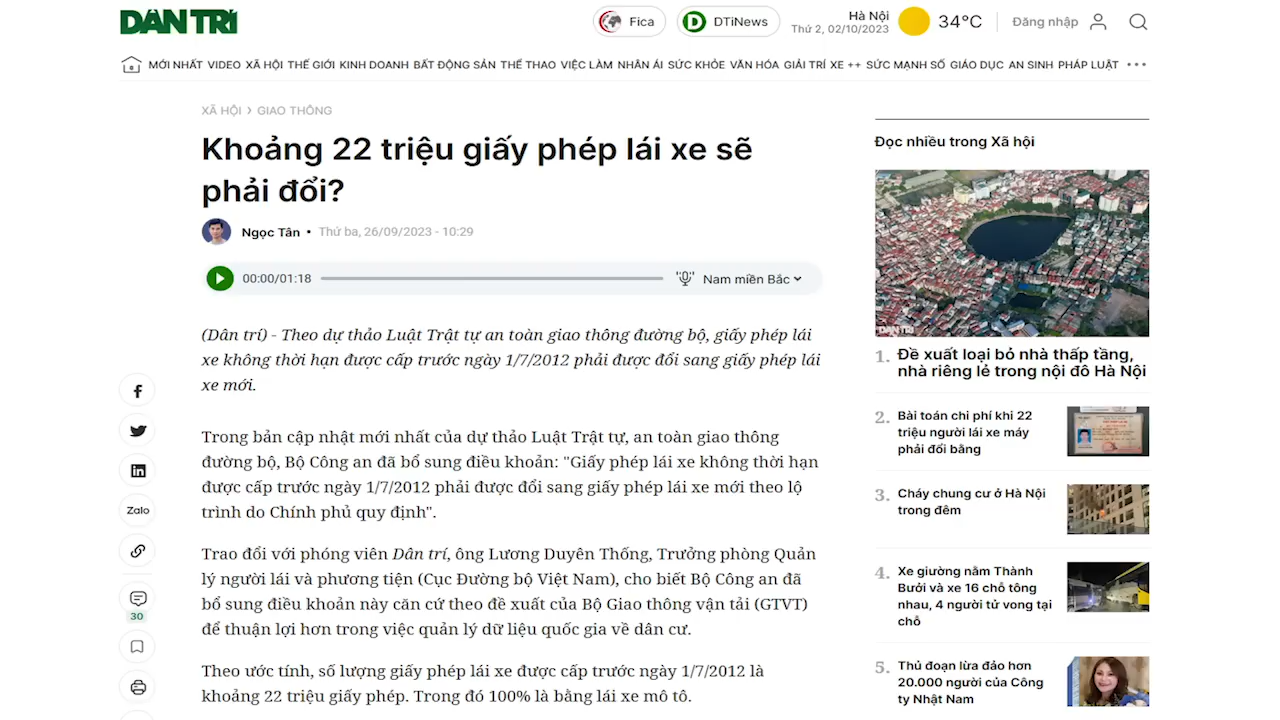 DÂN TRÍ
Fica
DTiNews
Hà Nội
Thứ 2, 02/10/2023
34°C
Đăng nhập
MỚI NHẤT VIDEO XÃ HỘI THẾ GIỚI KINH DOANH BẤT ĐỘNG SẢN THỂ THAO VIỆC LÀM NHÂN ÁI SỨC KHỎE VĂN HÓA GIẢI TRÍ XE ++ SỨC MẠNH SỐ GIÁO DỤC AN SINH PHÁP LUẬT
XÃ HỘI › GIAO THÔNG
Khoảng 22 triệu giấy phép lái xe sẽ
phải đổi?
Ngọc Tân • Thứ ba, 26/09/2023 - 10:29
00:00/01:18
Nam miền Bắc
(Dân trí) - Theo dự thảo Luật Trật tự an toàn giao thông đường bộ, giấy phép lái
xe không thời hạn được cấp trước ngày 1/7/2012 phải được đổi sang giấy phép lái
xe mới.
Trong bản cập nhật mới nhất của dự thảo Luật Trật tự, an toàn giao thông
đường bộ, Bộ Công an đã bổ sung điều khoản: "Giấy phép lái xe không thời hạn
được cấp trước ngày 1/7/2012 phải được đổi sang giấy phép lái xe mới theo lộ
trình do Chính phủ quy định".
Trao đổi với phóng viên Dân trí, ông Lương Duyên Thống, Trưởng phòng Quản
lý người lái và phương tiện (Cục Đường bộ Việt Nam), cho biết Bộ Công an đã
bổ sung điều khoản này căn cứ theo đề xuất của Bộ Giao thông vận tải (GTVT)
để thuận lợi hơn trong việc quản lý dữ liệu quốc gia về dân cư.
Theo ước tính, số lượng giấy phép lái xe được cấp trước ngày 1/7/2012 là
khoảng 22 triệu giấy phép. Trong đó 100% là bằng lái xe mô tô.
Zalo
30
Đọc nhiều trong Xã hội
DÂN TRÍ
1. Đề xuất loại bỏ nhà thấp tầng,
nhà riêng lẻ trong nội đô Hà Nội
2. Bài toán chi phí khi 22
triệu người lái xe máy
phải đổi bằng
3. Cháy chung cư ở Hà Nội
trong đêm
4. Xe giường nằm Thành
Bưởi và xe 16 chỗ tông
nhau, 4 người tử vong tại
chỗ
5. Thủ đoạn lừa đảo hơn
20.000 người của Công
ty Nhật Nam